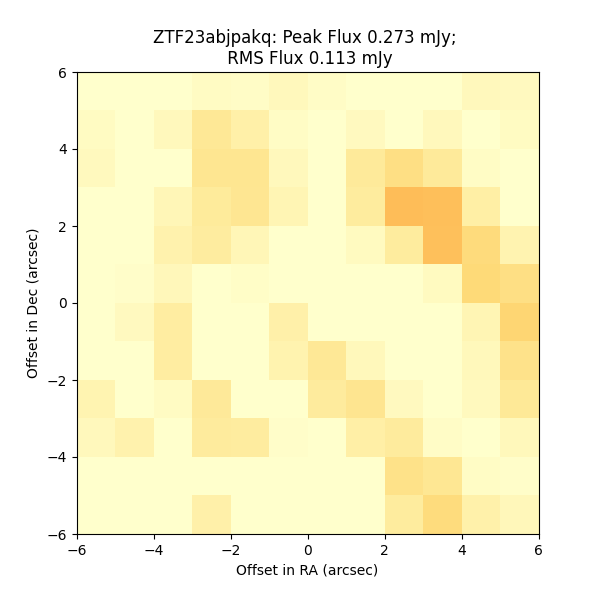 ZTF23abjpakq: Peak Flux 0.273 mJy;
RMS Flux 0.113 mJy
6
4
2
0
−2
−4
−6
Offset in Dec (arcsec)
−6 −4 −2 0 2 4 6
Offset in RA (arcsec)